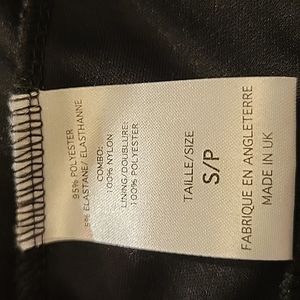 95% POLYESTER
5% ELASTANE/ ELASTHANNE
COMBO:
100% NYLON
LINING/DOUBLURE:
100% POLYESTER
TAILLE/SIZE
S/P
FABRIQUE EN ANGLETERRE
MADE IN UK